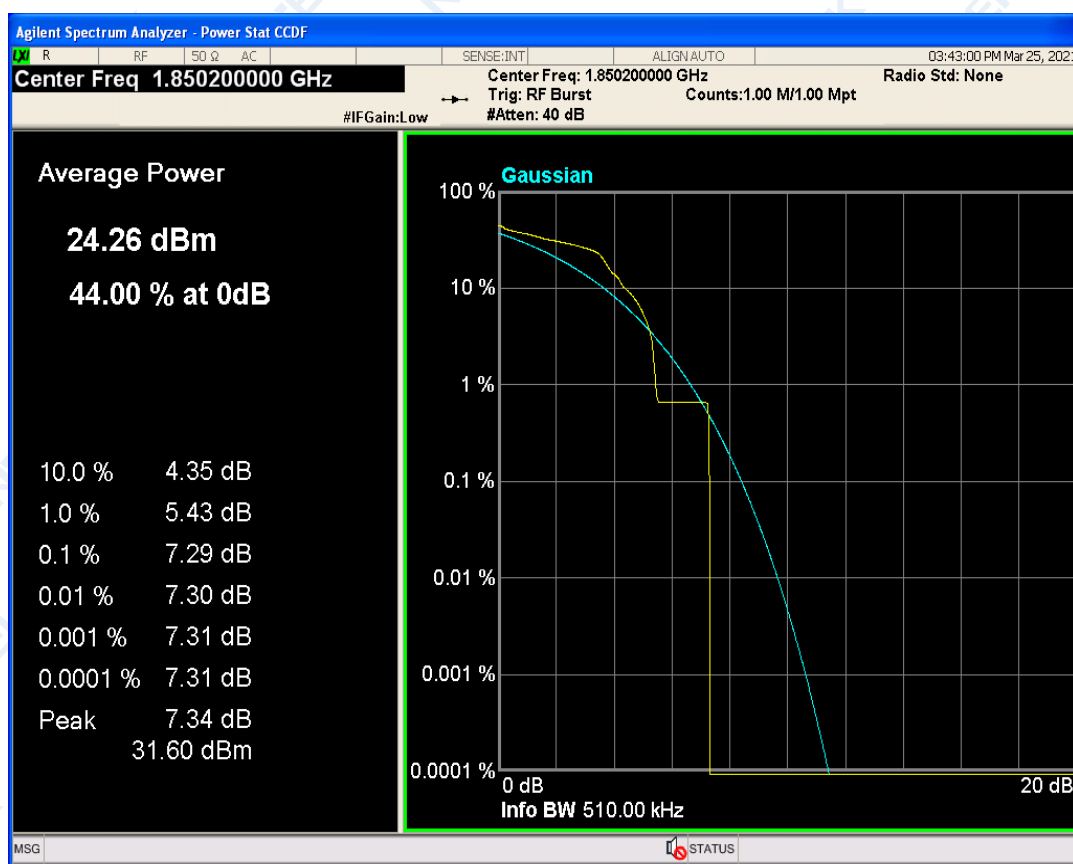 Agilent Spectrum Analyzer - Power Stat CCDF
LXI R RF 50 Ω AC SENSE:INT ALIGN AUTO 03:43:00 PM Mar 25, 2021
Center Freq 1.850200000 GHz
Center Freq: 1.850200000 GHz Radio Std: None
Trig: RF Burst Counts:1.00 M/1.00 Mpt
#IFGain:Low #Atten: 40 dB
Average Power
24.26 dBm
44.00 % at 0dB
10.0 % 4.35 dB
1.0 % 5.43 dB
0.1 % 7.29 dB
0.01 % 7.30 dB
0.001 % 7.31 dB
0.0001 % 7.31 dB
Peak 7.34 dB
31.60 dBm
Gaussian
100 %
10 %
1 %
0.1 %
0.01 %
0.001 %
0.0001 %
0 dB 20 dB
Info BW 510.00 kHz
MSG STATUS